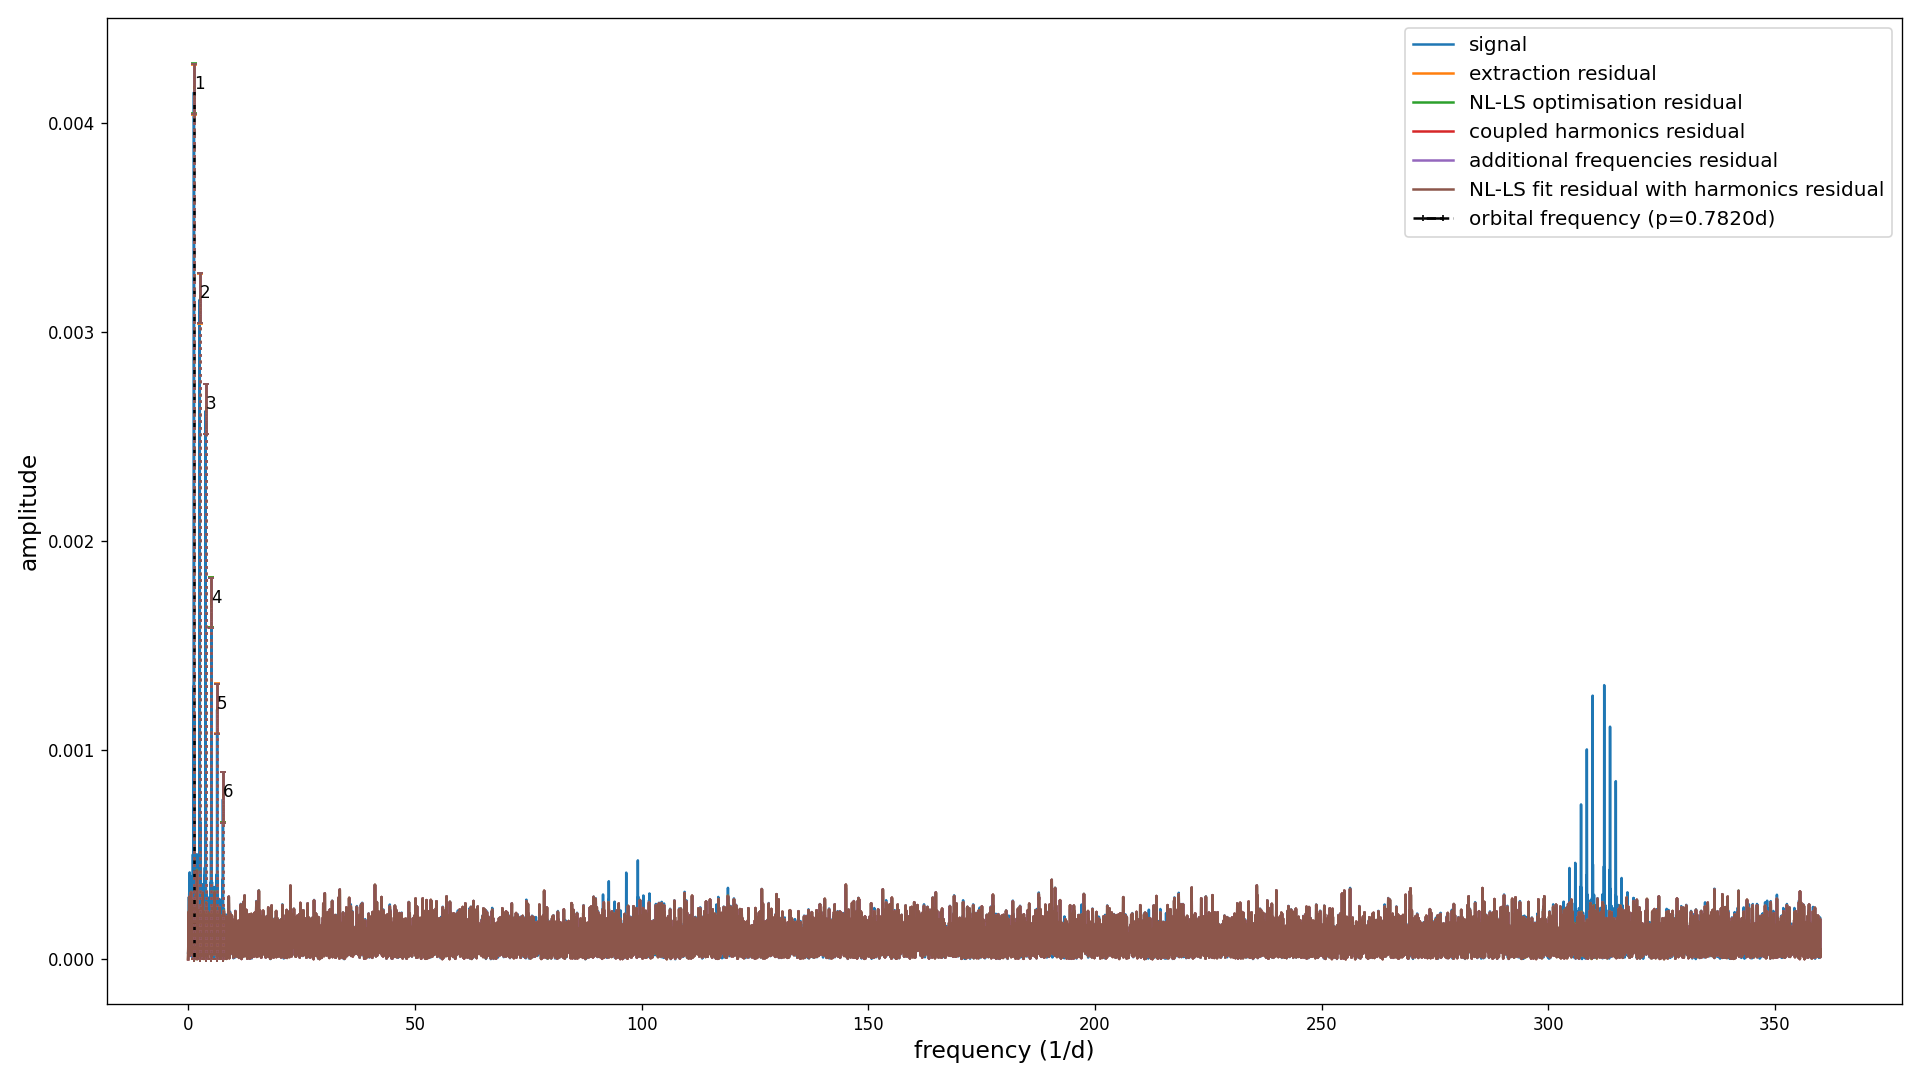 signal
extraction residual
NL-LS optimisation residual
coupled harmonics residual
additional frequencies residual
NL-LS fit residual with harmonics residual
orbital frequency (p=0.7820d)
amplitude
0.004
0.003
0.002
0.001
0.000
1
2
3
4
5
6
0
50
100
150
200
250
300
350
frequency (1/d)